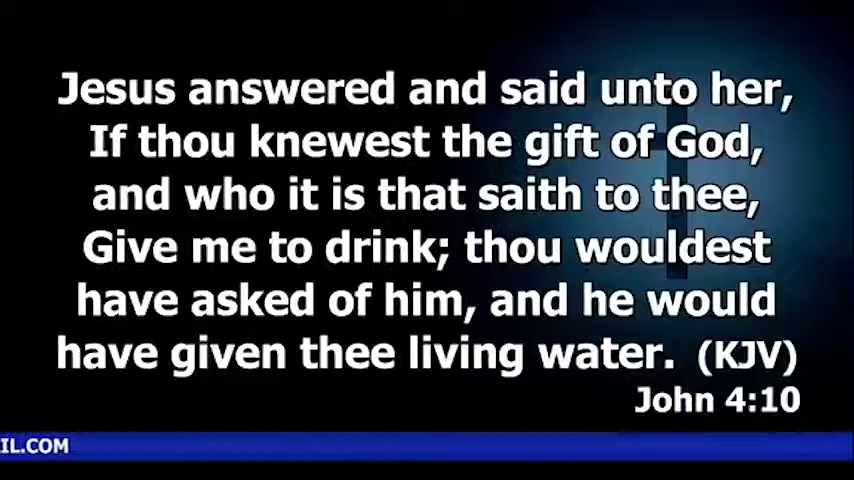 Jesus answered and said unto her,
If thou knewest the gift of God,
and who it is that saith to thee,
Give me to drink; thou wouldest
have asked of him, and he would
have given thee living water. (KJV)
John 4:10
IL.COM